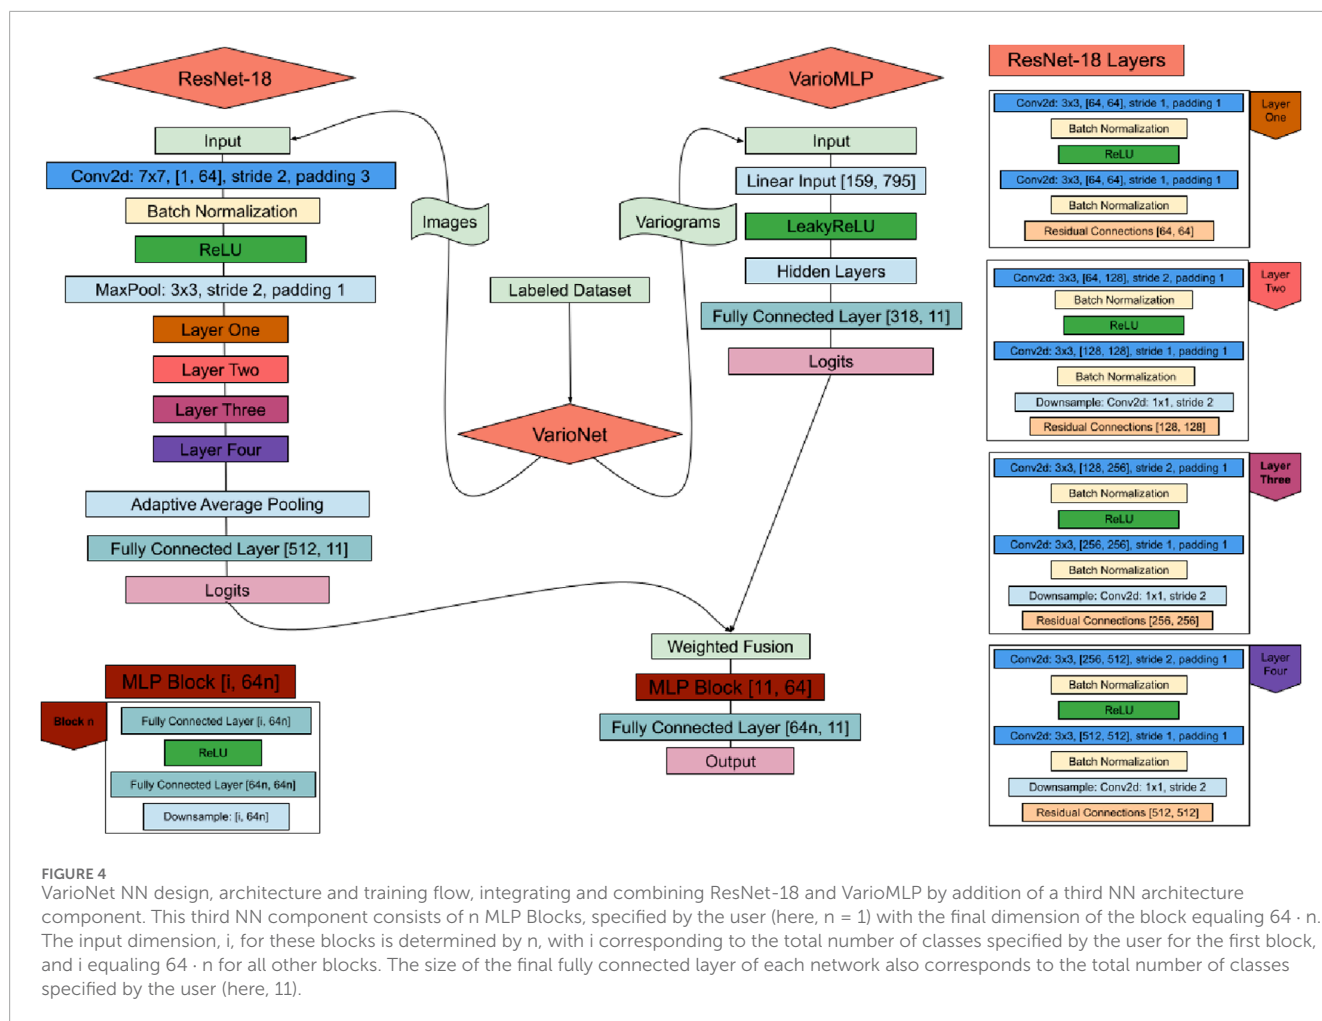 ResNet-18
Input
Conv2d: 7x7, [1, 64], stride 2, padding 3
Batch Normalization
ReLU
MaxPool: 3x3, stride 2, padding 1
Layer One
Layer Two
Layer Three
Layer Four
Adaptive Average Pooling
Fully Connected Layer [512, 11]
Logits
Images
Labeled Dataset
VarioNet
Variograms
VarioMLP
Input
Linear Input [159, 795]
LeakyReLU
Hidden Layers
Fully Connected Layer [318, 11]
Logits
Weighted Fusion
MLP Block [11, 64]
Fully Connected Layer [64n, 11]
Output
MLP Block [i, 64n]
Block n
Fully Connected Layer [i, 64n]
ReLU
Fully Connected Layer [64n, 64n]
Downsample: [i, 64n]
ResNet-18 Layers
Layer
One
Conv2d: 3x3, [64, 64], stride 1, padding 1
Batch Normalization
ReLU
Conv2d: 3x3, [64, 64], stride 1, padding 1
Batch Normalization
Residual Connections [64, 64]
Layer
Two
Conv2d: 3x3, [64, 128], stride 2, padding 1
Batch Normalization
ReLU
Conv2d: 3x3, [128, 128], stride 1, padding 1
Batch Normalization
Downsample: Conv2d: 1x1, stride 2
Residual Connections [128, 128]
Layer
Three
Conv2d: 3x3, [128, 256], stride 2, padding 1
Batch Normalization
ReLU
Conv2d: 3x3, [256, 256], stride 1, padding 1
Batch Normalization
Downsample: Conv2d: 1x1, stride 2
Residual Connections [256, 256]
Layer
Four
Conv2d: 3x3, [256, 512], stride 2, padding 1
Batch Normalization
ReLU
Conv2d: 3x3, [512, 512], stride 1, padding 1
Batch Normalization
Downsample: Conv2d: 1x1, stride 2
Residual Connections [512, 512]
FIGURE 4
VarioNet NN design, architecture and training flow, integrating and combining ResNet-18 and VarioMLP by addition of a third NN architecture
component. This third NN component consists of n MLP Blocks, specified by the user (here, n = 1) with the final dimension of the block equaling 64 · n.
The input dimension, i, for these blocks is determined by n, with i corresponding to the total number of classes specified by the user for the first block,
and i equaling 64 · n for all other blocks. The size of the final fully connected layer of each network also corresponds to the total number of classes
specified by the user (here, 11).